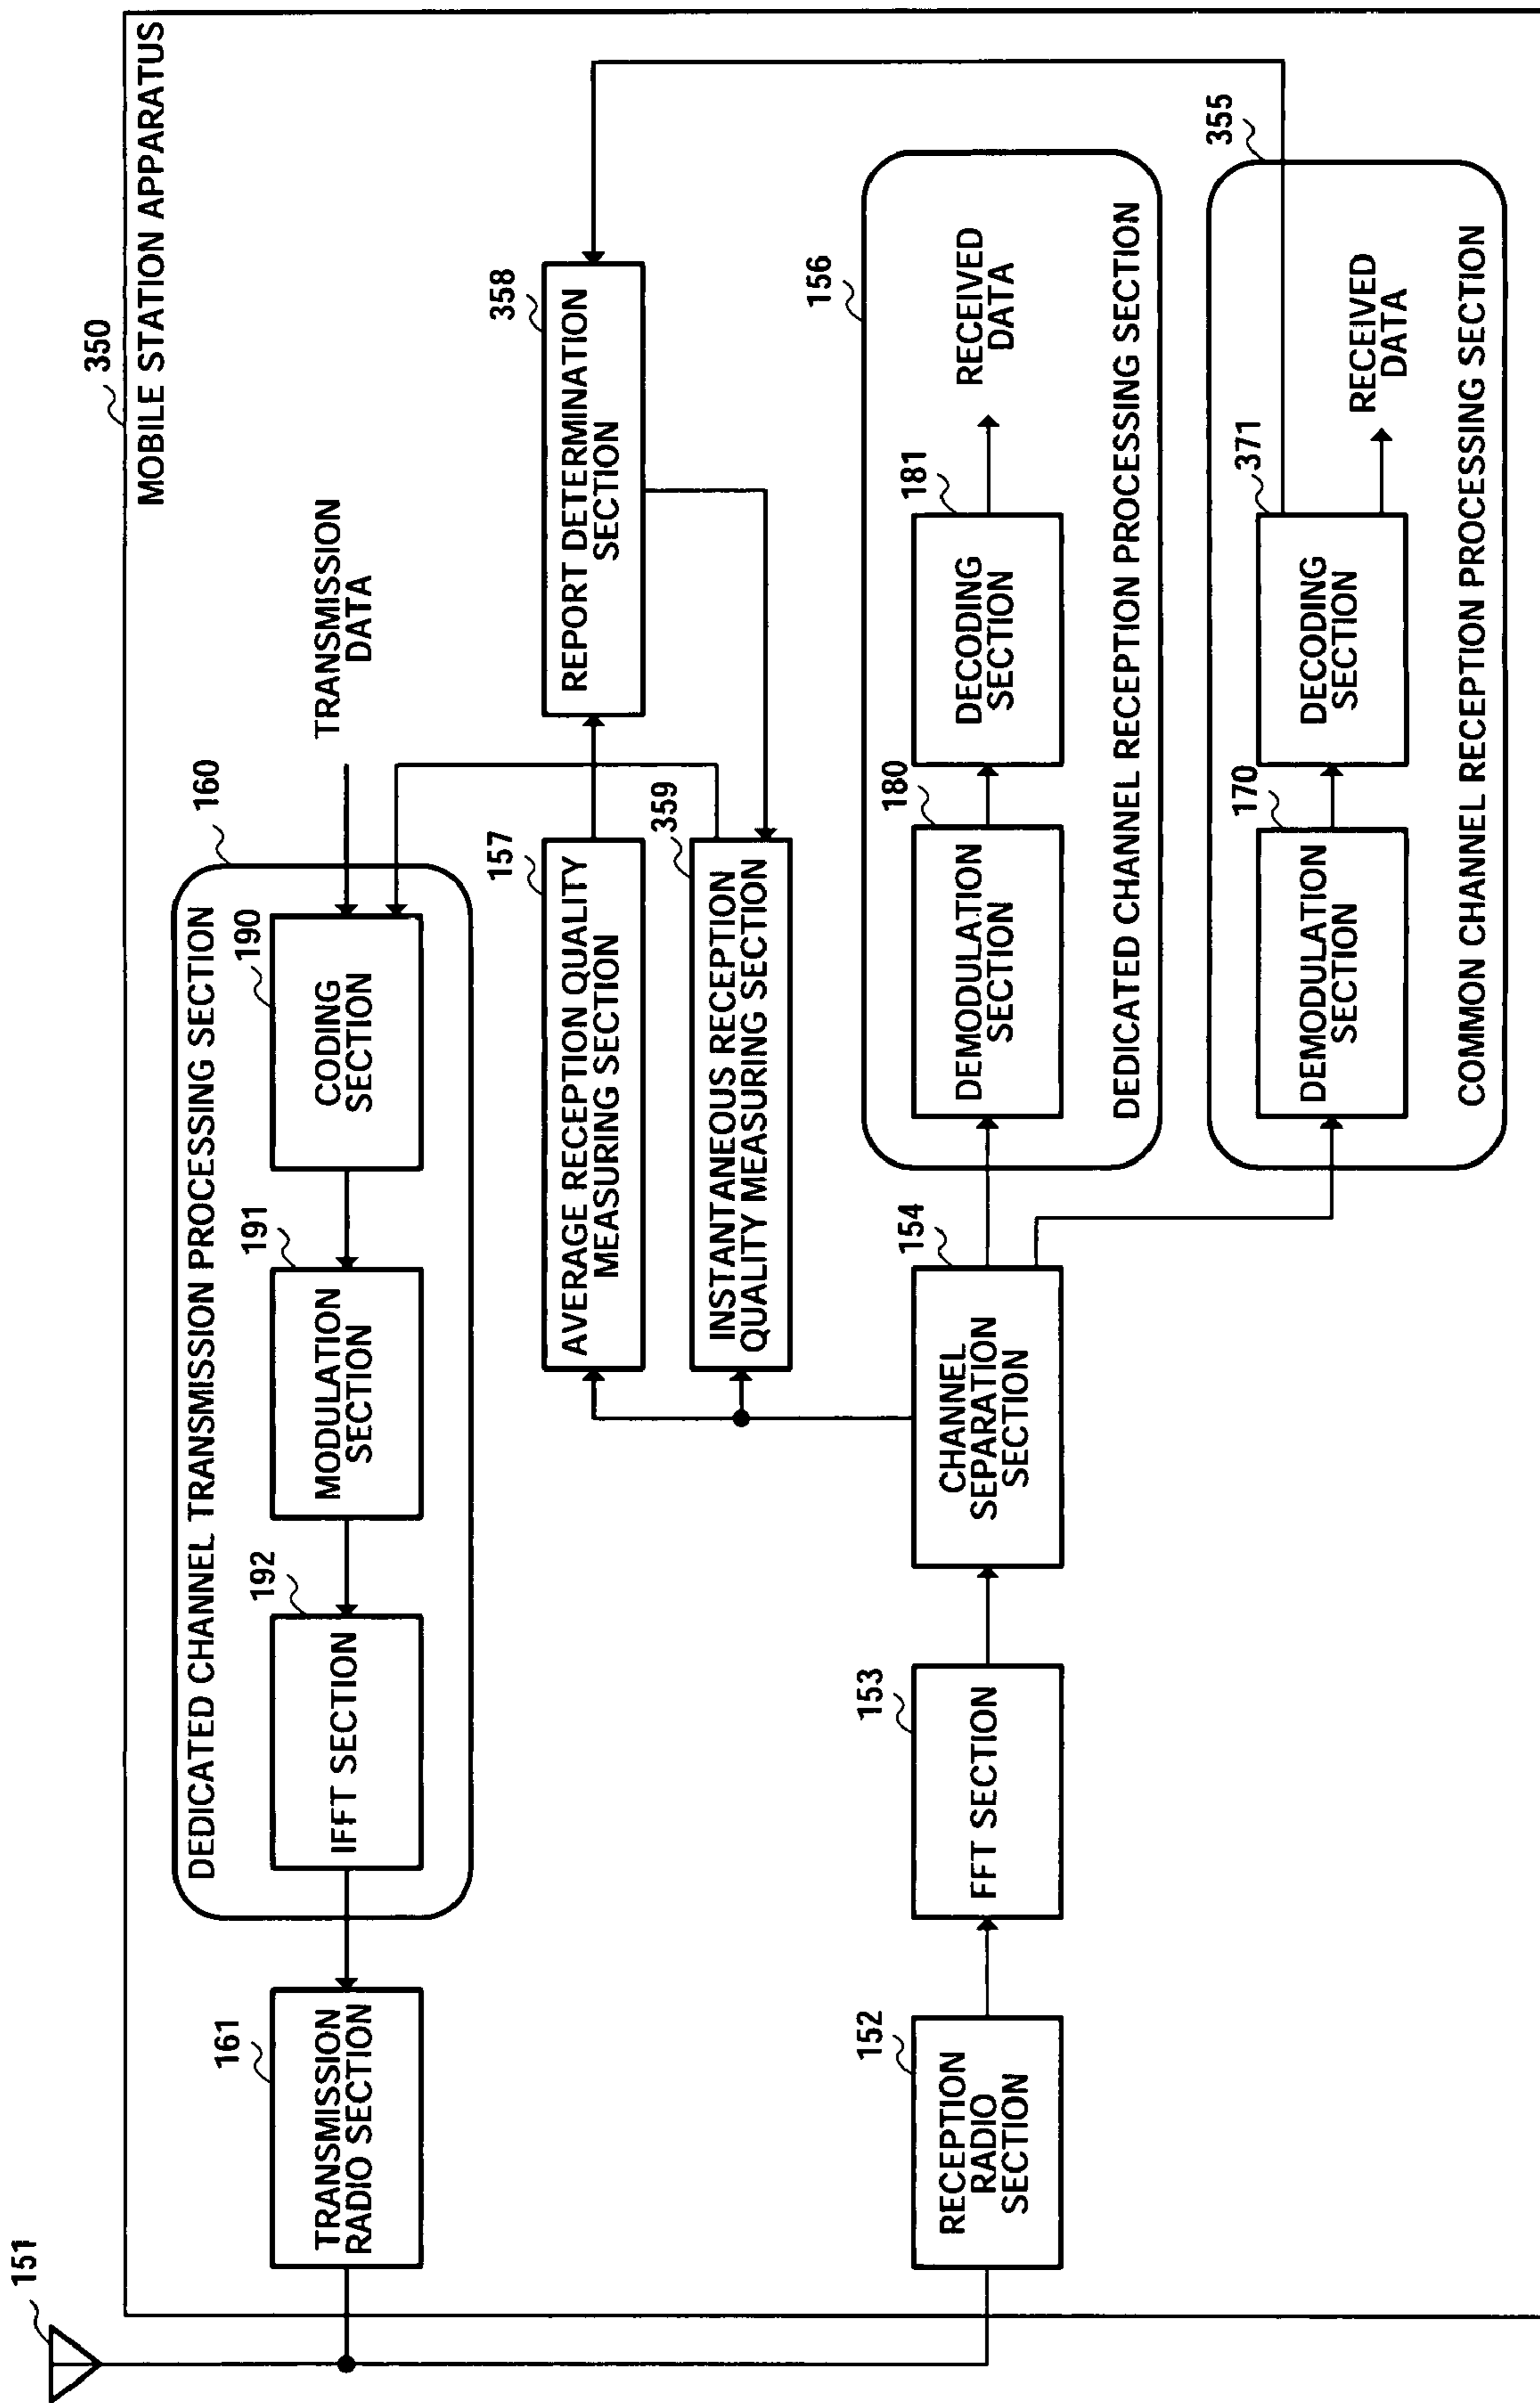 350
MOBILE STATION APPARATUS
151
161
TRANSMISSION
RADIO SECTION
DEDICATED CHANNEL TRANSMISSION PROCESSING SECTION
160
192
IFFT SECTION
191
MODULATION
SECTION
190
CODING
SECTION
TRANSMISSION
DATA
157
AVERAGE RECEPTION QUALITY
MEASURING SECTION
359
INSTANTANEOUS RECEPTION
QUALITY MEASURING SECTION
358
REPORT DETERMINATION
SECTION
152
RECEPTION
RADIO
SECTION
153
FFT SECTION
154
CHANNEL
SEPARATION
SECTION
156
180
DEMODULATION
SECTION
181
DECODING
SECTION
RECEIVED
DATA
DEDICATED CHANNEL RECEPTION PROCESSING SECTION
355
170
DEMODULATION
SECTION
371
DECODING
SECTION
RECEIVED
DATA
COMMON CHANNEL RECEPTION PROCESSING SECTION